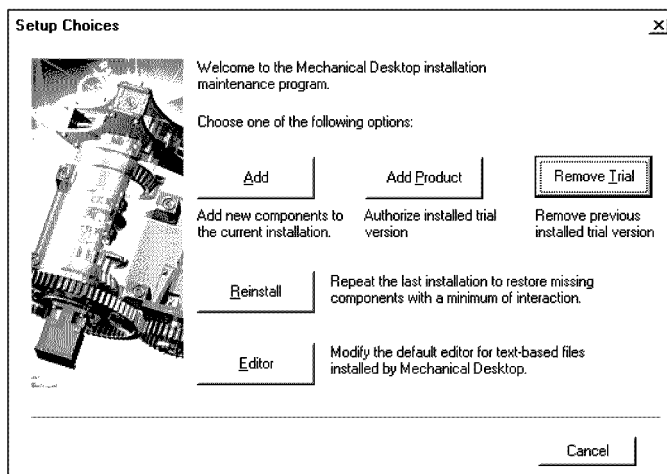 Setup Choices
Welcome to the Mechanical Desktop installation
maintenance program.
Choose one of the following options:
Add
Add Product
Remove Trial
Add new components to
the current installation.
Authorize installed trial
version
Remove previous
installed trial version
Reinstall
Repeat the last installation to restore missing
components with a minimum of interaction.
Editor
Modify the default editor for text-based files
installed by Mechanical Desktop.
Cancel